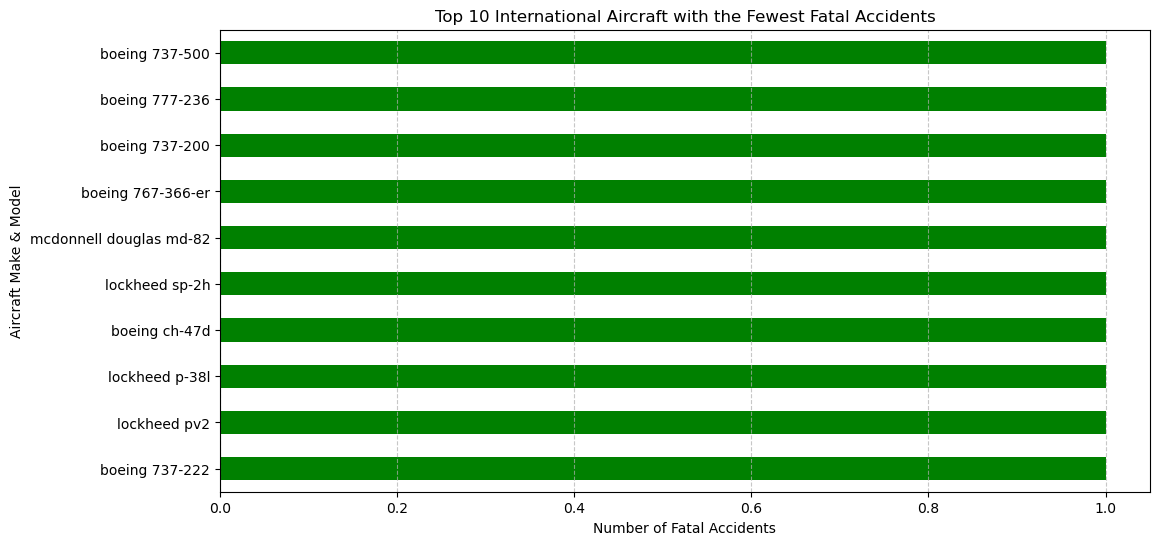 Top 10 International Aircraft with the Fewest Fatal Accidents
Aircraft Make & Model
boeing 737-500
boeing 777-236
boeing 737-200
boeing 767-366-er
mcdonnell douglas md-82
lockheed sp-2h
boeing ch-47d
lockheed p-38l
lockheed pv2
boeing 737-222
0.0 0.2 0.4 0.6 0.8 1.0
Number of Fatal Accidents